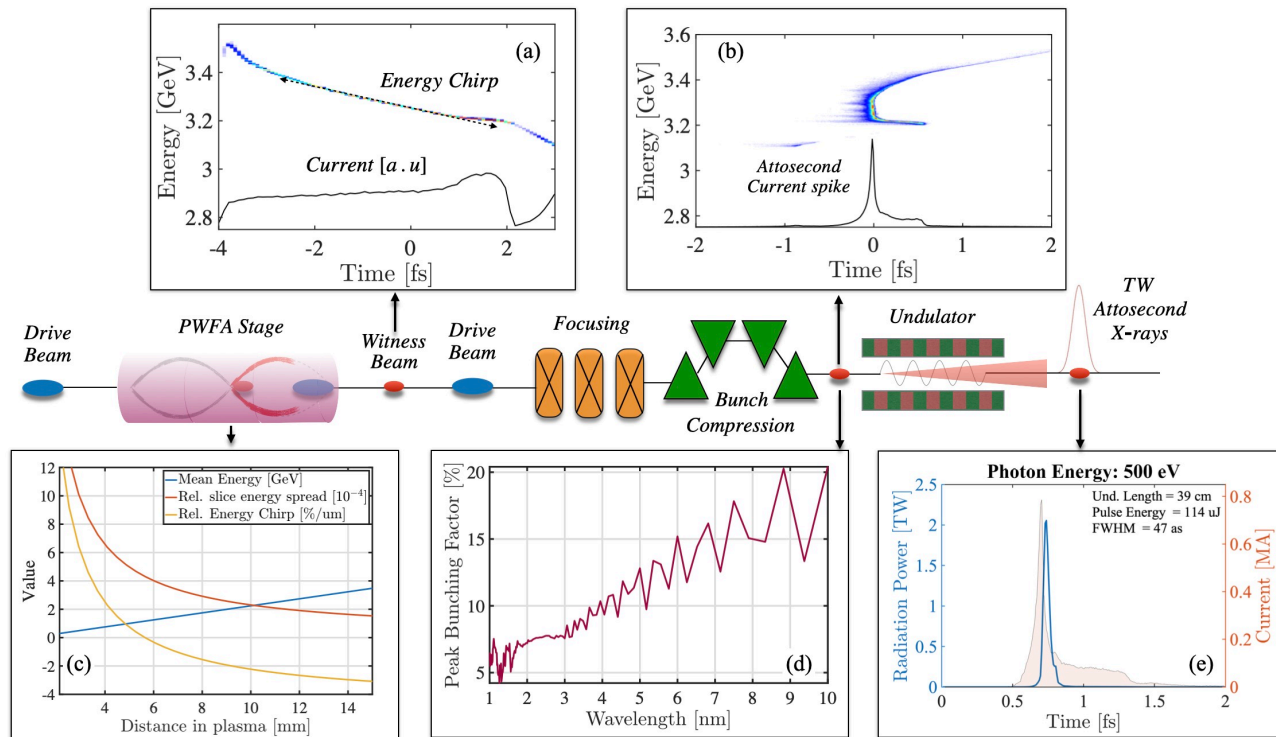 (a)
Energy Chirp
Current [a.u]
Energy [GeV]
3.4
3.2
3
2.8
-4
-2
0
2
Time [fs]
(b)
Attosecond
Current spike
Energy [GeV]
3.6
3.4
3.2
3
2.8
-2
-1
0
1
2
Time [fs]
Drive
Beam
PWFA Stage
Witness
Beam
Drive
Beam
Focusing
Bunch
Compression
Undulator
TW
Attosecond
X-rays
Mean Energy [GeV]
Rel. slice energy spread [10⁻⁴]
Rel. Energy Chirp [%/um]
Value
12
10
8
6
4
2
0
-2
-4
(c)
2
4
6
8
10
12
14
Distance in plasma [mm]
Peak Bunching Factor [%]
20
15
10
5
(d)
1
2
3
4
5
6
7
8
9
10
Wavelength [nm]
Photon Energy: 500 eV
Und. Length = 39 cm
Pulse Energy = 114 uJ
FWHM = 47 as
Radiation Power [TW]
2.5
2
1.5
1
0.5
0
Current [MA]
0.8
0.6
0.4
0.2
0
(e)
0
0.5
1
1.5
2
Time [fs]